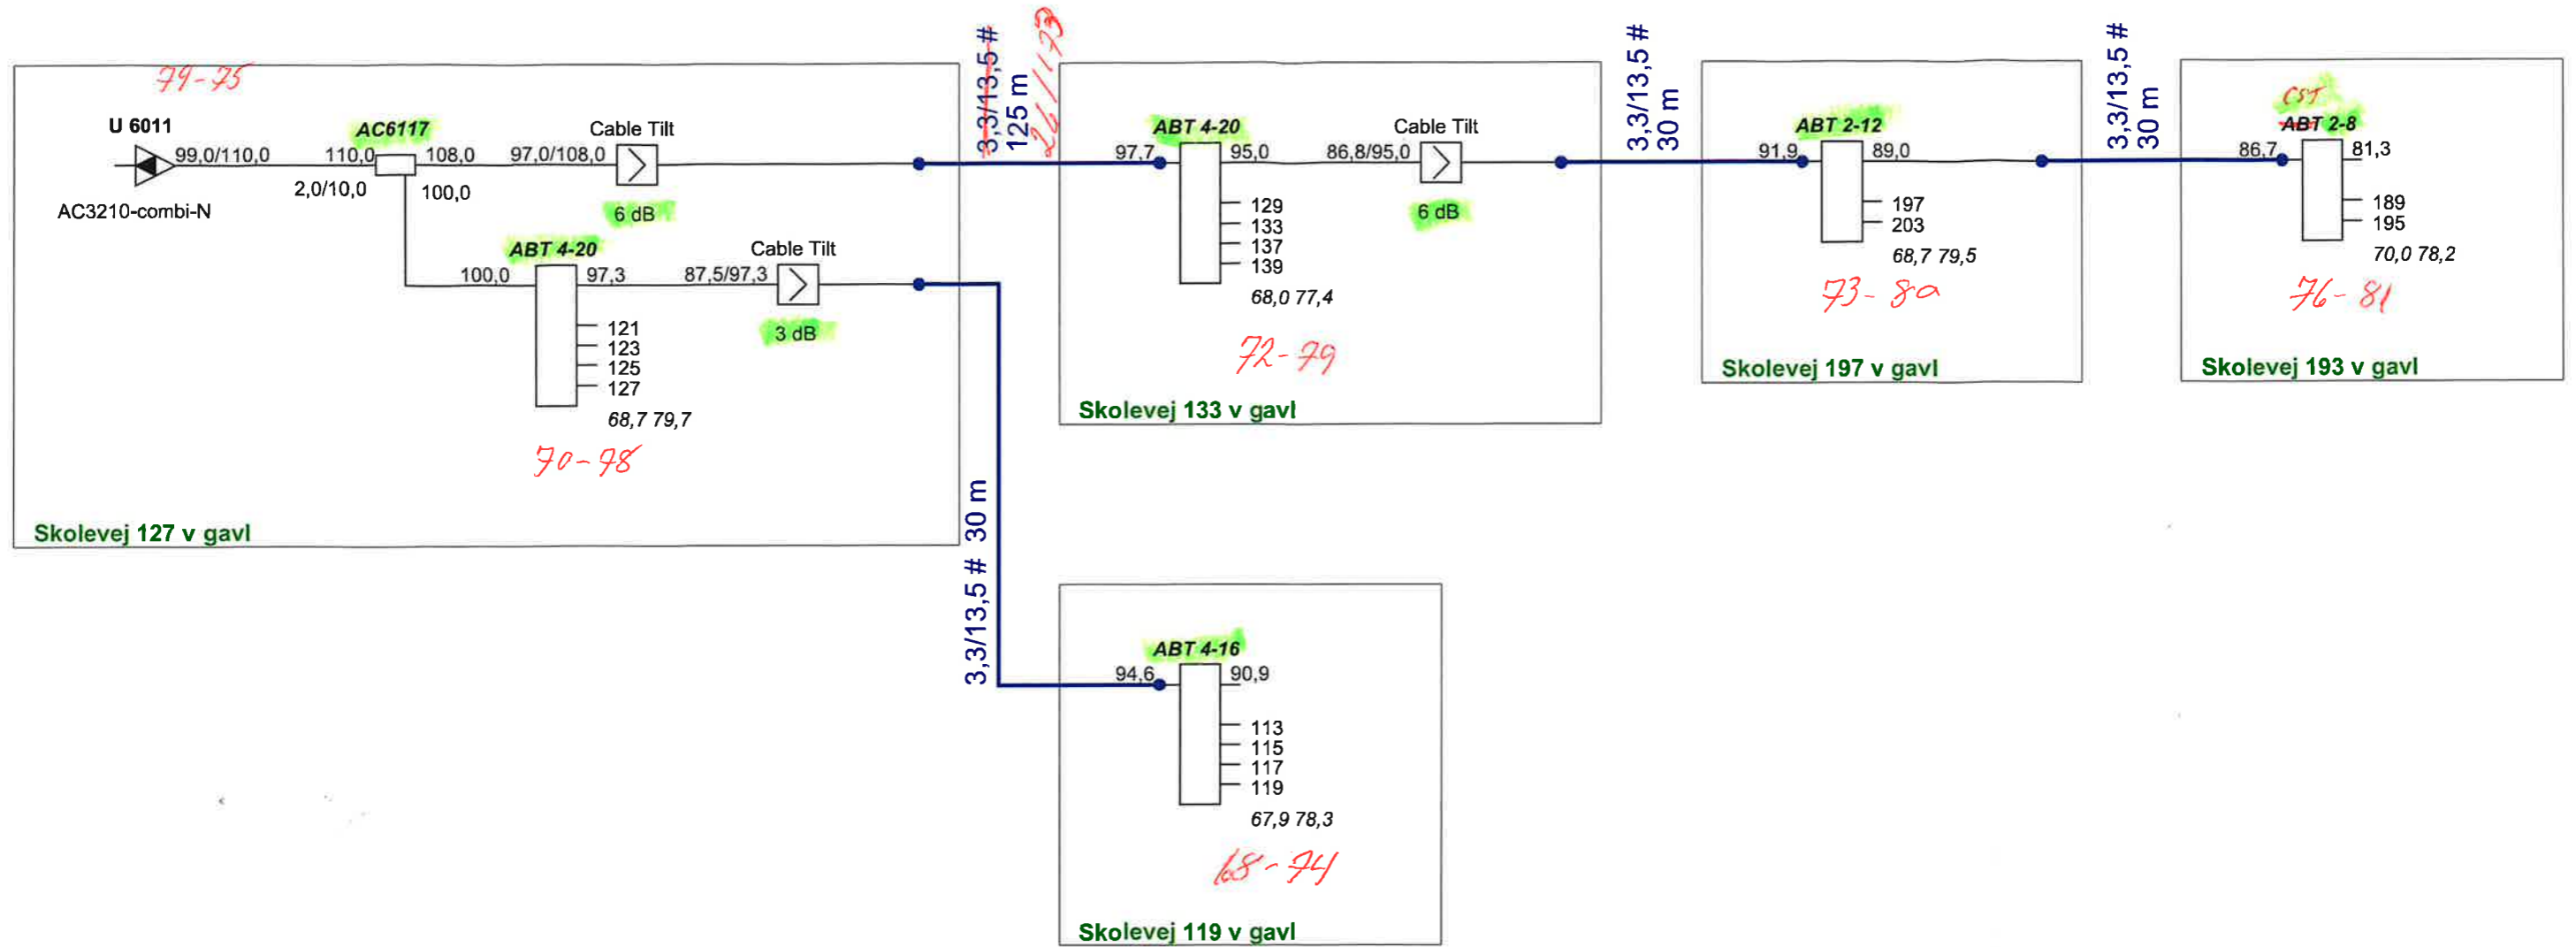 79-75
U 6011
99,0/110,0
AC3210-combi-N
AC6117
110,0
108,0
2,0/10,0
100,0
97,0/108,0
Cable Tilt
6 dB
ABT 4-20
100,0
97,3
121
123
125
127
68,7 79,7
70-78
87,5/97,3
Cable Tilt
3 dB
Skolevej 127 v gavl
3,3/13,5 #
125 m
ABT 4-20
97,7
95,0
129
133
137
139
68,0 77,4
72-79
86,8/95,0
Cable Tilt
6 dB
Skolevej 133 v gavl
3,3/13,5 #
30 m
ABT 2-12
91,9
89,0
197
203
68,7 79,5
73-80
Skolevej 197 v gavl
3,3/13,5 #
30 m
CST
ABT 2-8
86,7
81,3
189
195
70,0 78,2
76-81
Skolevej 193 v gavl
3,3/13,5 # 30 m
ABT 4-16
94,6
90,9
113
115
117
119
67,9 78,3
68-74
Skolevej 119 v gavl